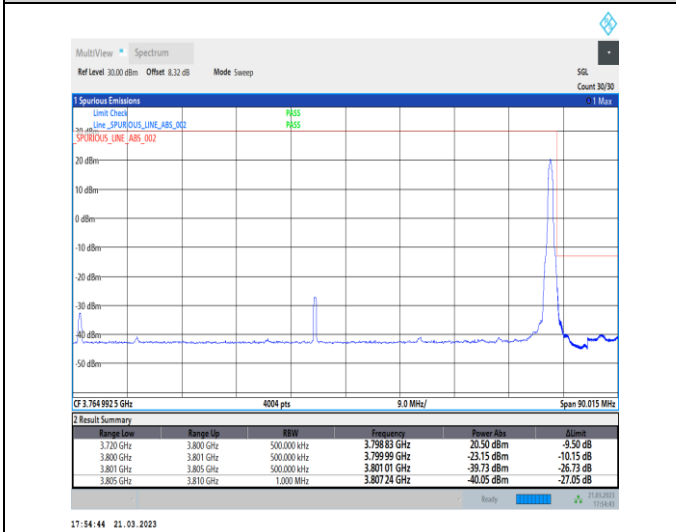 MultiView Spectrum
Ref Level 30.00 dBm Offset 8.32 dB Mode Sweep SGL
Count 30/30
1 Spurious Emissions 1 Max
Limit Check PASS
Line _SPURIOUS_LINE_ABS_002 PASS
_SPURIOUS_LINE_ABS_002
20 dBm
10 dBm
0 dBm
-10 dBm
-20 dBm
-30 dBm
-40 dBm
-50 dBm
CF 3.764 992 5 GHz 4004 pts 9.0 MHz/ Span 90.015 MHz
2 Result Summary
Range Low Range Up RBW Frequency Power Abs ΔLimit
3.720 GHz 3.800 GHz 500.000 kHz 3.798 83 GHz 20.50 dBm -9.50 dB
3.800 GHz 3.801 GHz 500.000 kHz 3.799 99 GHz -23.15 dBm -10.15 dB
3.801 GHz 3.805 GHz 500.000 kHz 3.801 01 GHz -39.73 dBm -26.73 dB
3.805 GHz 3.810 GHz 1.000 MHz 3.807 24 GHz -40.05 dBm -27.05 dB
Ready 21.03.2023
17:54:43
17:54:44 21.03.2023